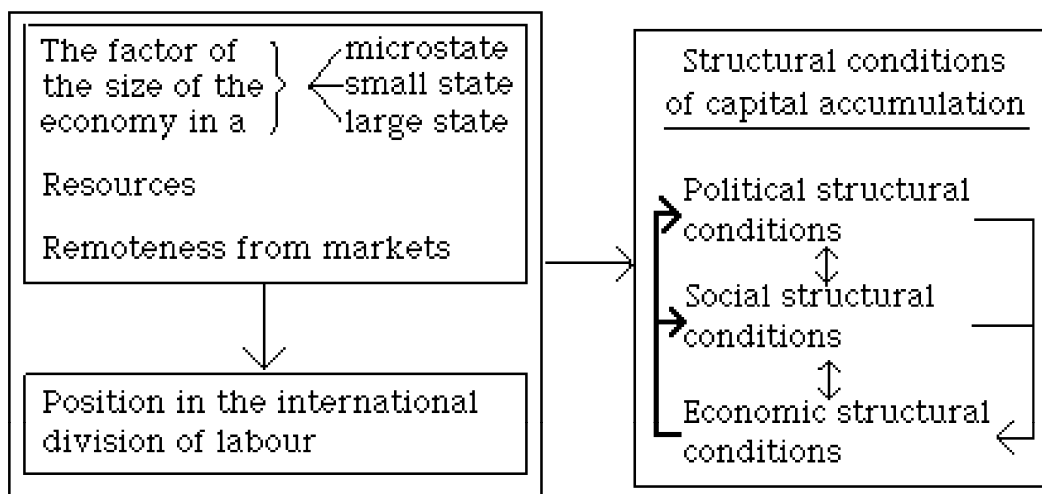 The factor of
the size of the
economy in a
microstate
small state
large state
Resources
Remoteness from markets
Position in the international
division of labour
Structural conditions
of capital accumulation
Political structural
conditions
Social structural
conditions
Economic structural
conditions